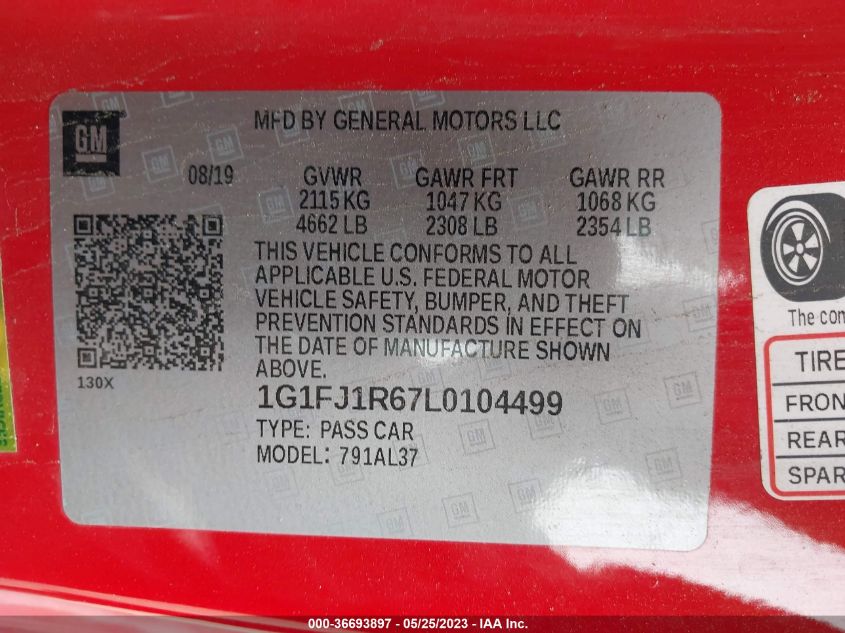 GM
MFD BY GENERAL MOTORS LLC
08/19
GVWR GAWR FRT GAWR RR
2115 KG 1047 KG 1068 KG
4662 LB 2308 LB 2354 LB
THIS VEHICLE CONFORMS TO ALL
APPLICABLE U.S. FEDERAL MOTOR
VEHICLE SAFETY, BUMPER, AND THEFT
PREVENTION STANDARDS IN EFFECT ON
THE DATE OF MANUFACTURE SHOWN
ABOVE.
130X
1G1FJ1R67L0104499
TYPE: PASS CAR
MODEL: 791AL37
The com
TIRE
FRON
REAR
SPAR
000-36693897 - 05/25/2023 - IAA Inc.